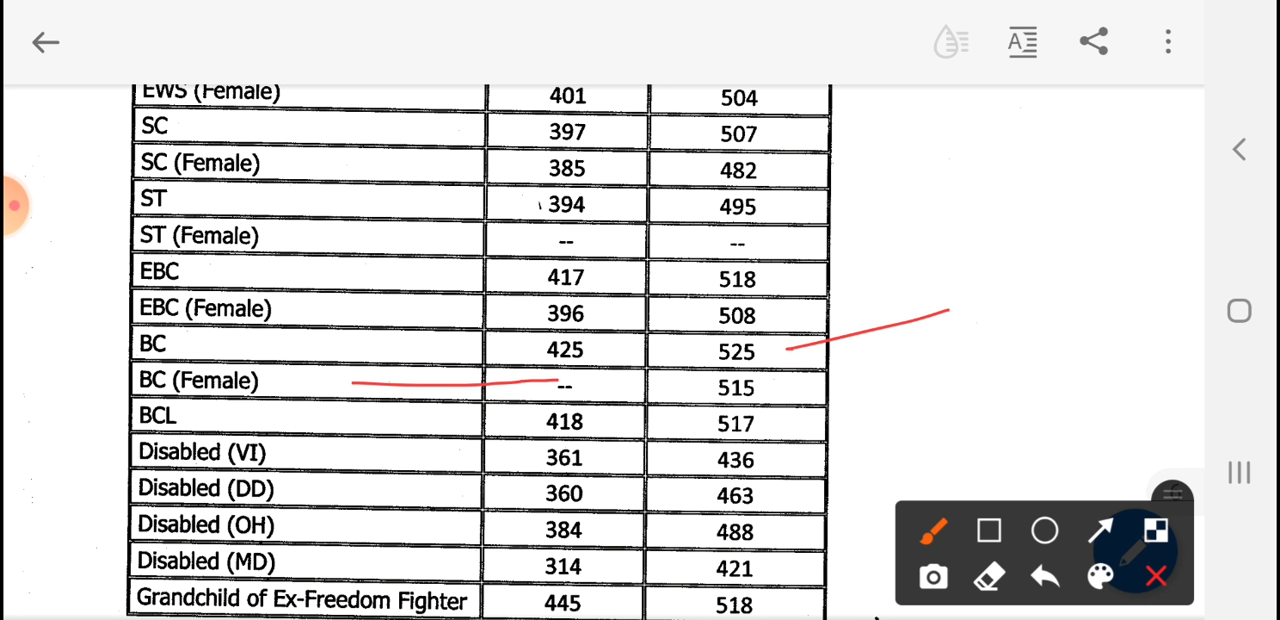 EWS (Female) 401 504
SC 397 507
SC (Female) 385 482
ST 394 495
ST (Female) -- --
EBC 417 518
EBC (Female) 396 508
BC 425 525
BC (Female) -- 515
BCL 418 517
Disabled (VI) 361 436
Disabled (DD) 360 463
Disabled (OH) 384 488
Disabled (MD) 314 421
Grandchild of Ex-Freedom Fighter 445 518